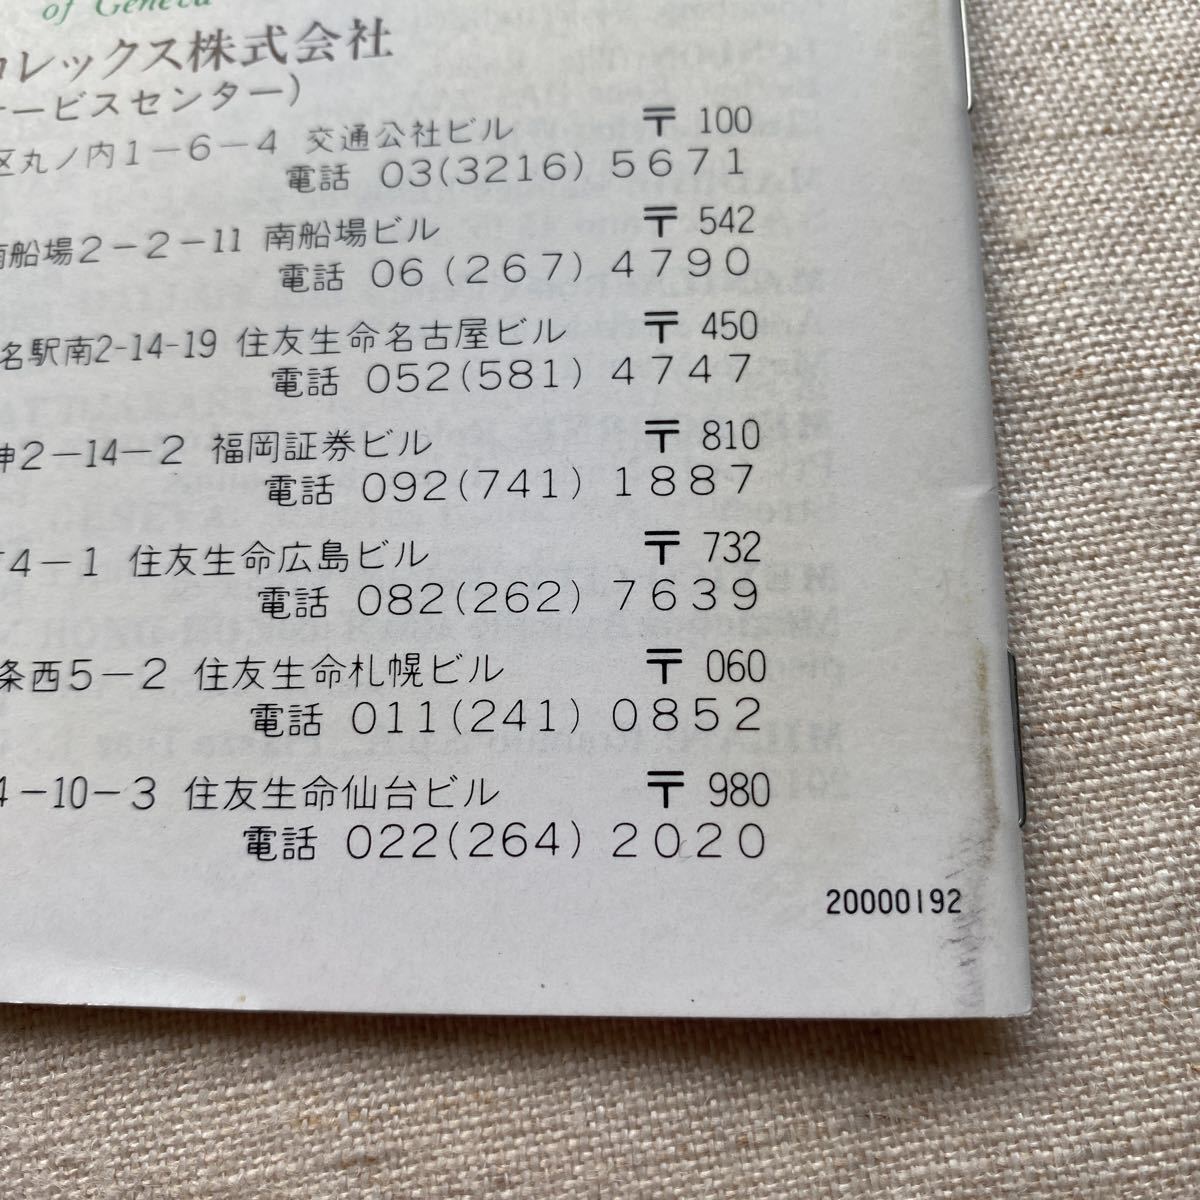 of Geneva
レックス株式会社
ービスセンター)
区丸ノ内1-6-4 交通公社ビル 〒100
電話 03(3216)5671
船場2-2-11 南船場ビル 〒542
電話 06(267)4790
名駅南2-14-19 住友生命名古屋ビル 〒450
電話 052(581)4747
神2-14-2 福岡証券ビル 〒810
電話 092(741)1887
4-1 住友生命広島ビル 〒732
電話 082(262)7639
条西5-2 住友生命札幌ビル 〒060
電話 011(241)0852
4-10-3 住友生命仙台ビル 〒980
電話 022(264)2020
20000192